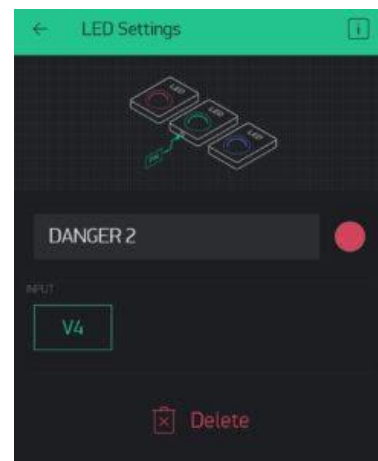 ← LED Settings i
LED
LED
LED
DANGER 2
INPUT
V4
Delete